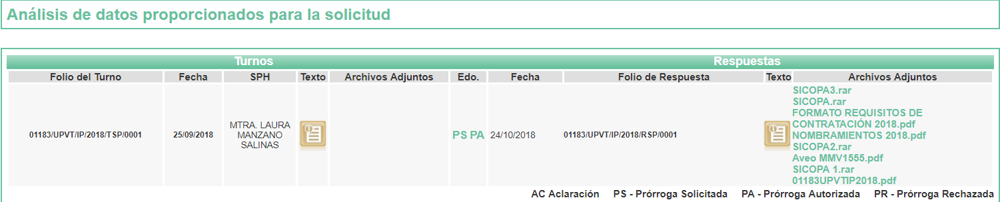 Análisis de datos proporcionados para la solicitud
Turnos Respuestas
Folio del Turno Fecha SPH Texto Archivos Adjuntos Edo. Fecha Folio de Respuesta Texto Archivos Adjuntos
01183/UPVT/IP/2018/TSP/0001
25/09/2018
MTRA. LAURA
MANZANO
SALINAS
PS PA
24/10/2018
01183/UPVT/IP/2018/RSP/0001
SICOPA3.rar
SICOPA.rar
FORMATO REQUISITOS DE
CONTRATACIÓN 2018.pdf
NOMBRAMIENTOS 2018.pdf
SICOPA2.rar
Aveo MMV1555.pdf
SICOPA 1.rar
01183UPVTIP2018.pdf
AC Aclaración PS - Prórroga Solicitada PA - Prórroga Autorizada PR - Prórroga Rechazada